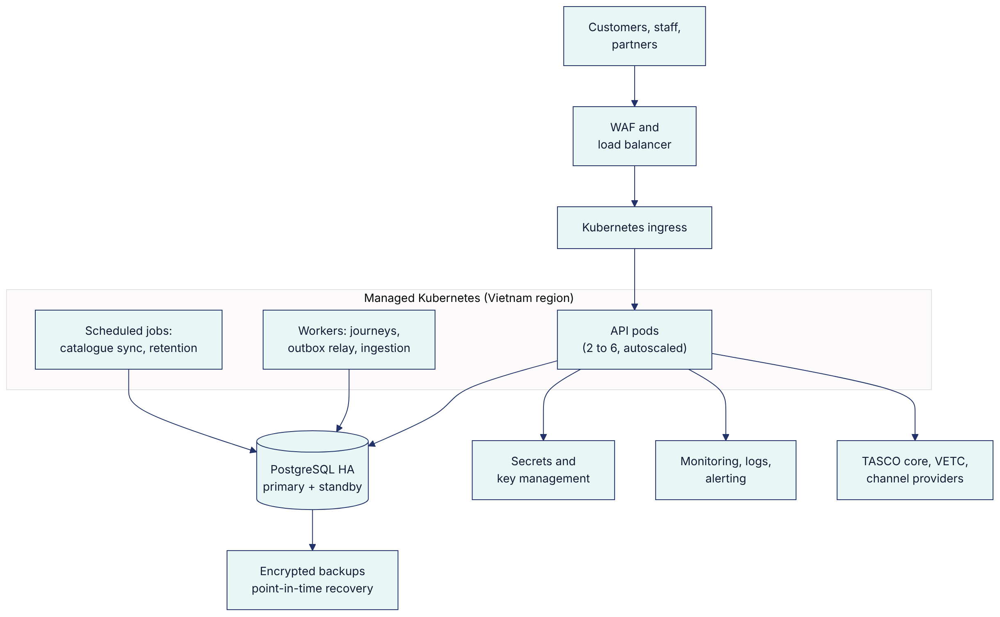 Customers, staff,
partners
WAF and
load balancer
Kubernetes ingress
Managed Kubernetes (Vietnam region)
Scheduled jobs:
catalogue sync, retention
Workers: journeys,
outbox relay, ingestion
API pods
(2 to 6, autoscaled)
PostgreSQL HA
primary + standby
Secrets and
key management
Monitoring, logs,
alerting
TASCO core, VETC,
channel providers
Encrypted backups
point-in-time recovery